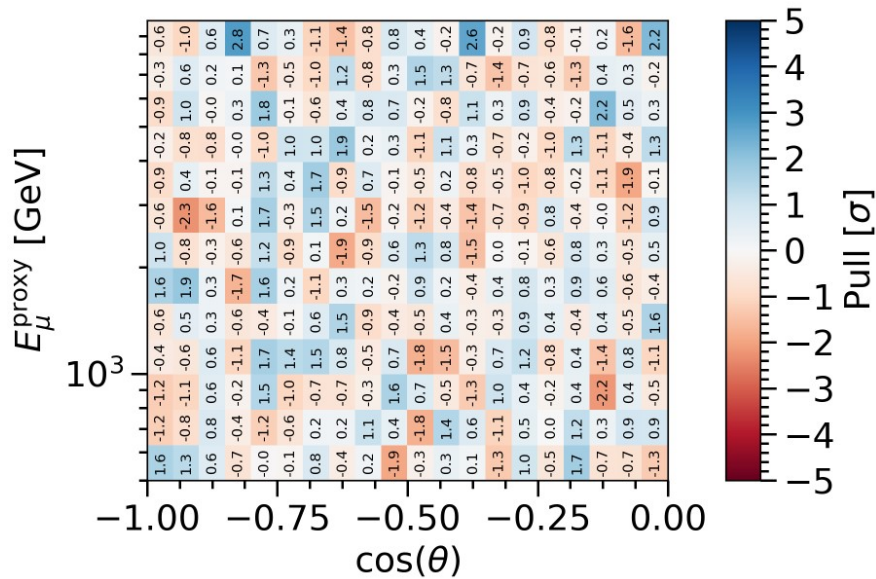 -0.6 -1.0 0.6 2.8 0.7 0.3 -1.1 -1.4 -0.8 0.8 0.4 -0.2 2.6 -0.2 0.9 -0.8 -0.1 0.2 -1.6 2.2
-0.3 0.6 0.2 0.1 -1.3 -0.5 -1.0 1.2 -0.8 0.3 1.5 1.3 -0.7 -1.4 -0.7 -0.6 -1.3 0.4 0.3 -0.2
-0.9 1.0 -0.0 0.3 1.8 -0.1 -0.6 0.4 0.8 0.7 -0.2 -0.8 1.1 0.3 0.9 -0.4 -0.2 2.2 0.5 0.3
-0.2 -0.8 -0.8 -0.0 -1.0 1.0 1.0 1.9 0.2 0.3 -1.1 1.1 0.3 -0.7 -0.2 -1.0 1.3 -1.1 -0.4 1.3
-0.9 0.4 -0.1 -0.1 1.3 0.4 1.7 -0.9 0.7 -0.1 -0.5 0.2 -0.8 -0.5 -1.0 -0.8 -0.2 -1.1 -1.9 -0.1
-0.6 -2.3 -1.6 0.1 1.7 -0.3 1.5 0.2 -1.5 -0.2 -1.2 -0.4 -1.4 -0.7 -0.9 0.8 -0.4 -0.0 -1.2 0.9
1.0 -0.8 -0.3 -0.6 1.2 -0.9 0.1 -1.9 -0.9 0.6 1.3 0.8 -1.5 0.0 -0.1 -0.6 0.8 0.3 -0.5 0.5
1.6 1.9 0.3 -1.7 1.6 0.2 -1.1 0.3 0.2 -0.2 0.9 0.2 -0.4 0.4 0.8 0.3 0.9 0.6 -0.6 -0.4
-0.6 0.5 0.3 -0.6 -0.4 -0.1 0.6 1.5 -0.9 -0.4 -0.5 0.4 -0.3 -0.3 0.9 0.4 -0.4 0.4 -0.0 1.6
-0.4 -0.6 0.6 -1.1 1.7 1.4 1.5 0.8 -0.5 0.7 -1.8 -1.5 -0.3 0.7 1.2 -0.8 0.4 -1.4 0.8 -1.1
-1.2 -1.1 0.6 -0.2 1.5 -1.0 -0.7 -0.7 -0.3 1.6 0.7 -0.5 -1.3 1.0 0.4 -0.2 0.4 -2.2 0.4 -0.5
-1.2 -0.8 0.8 -0.4 -1.2 -0.6 0.2 0.2 1.1 0.4 -1.8 1.4 0.6 -1.1 0.5 0.0 1.2 0.3 0.9 0.9
1.6 1.3 0.6 -0.7 -0.0 -0.1 0.8 -0.4 0.2 -1.9 -0.3 0.3 0.1 -1.3 1.0 -0.5 1.7 -0.7 -0.7 -1.3
E_μ^proxy [GeV]
10³
−1.00 −0.75 −0.50 −0.25 0.00
cos(θ)
5
4
3
2
1
0
−1
−2
−3
−4
−5
Pull [σ]